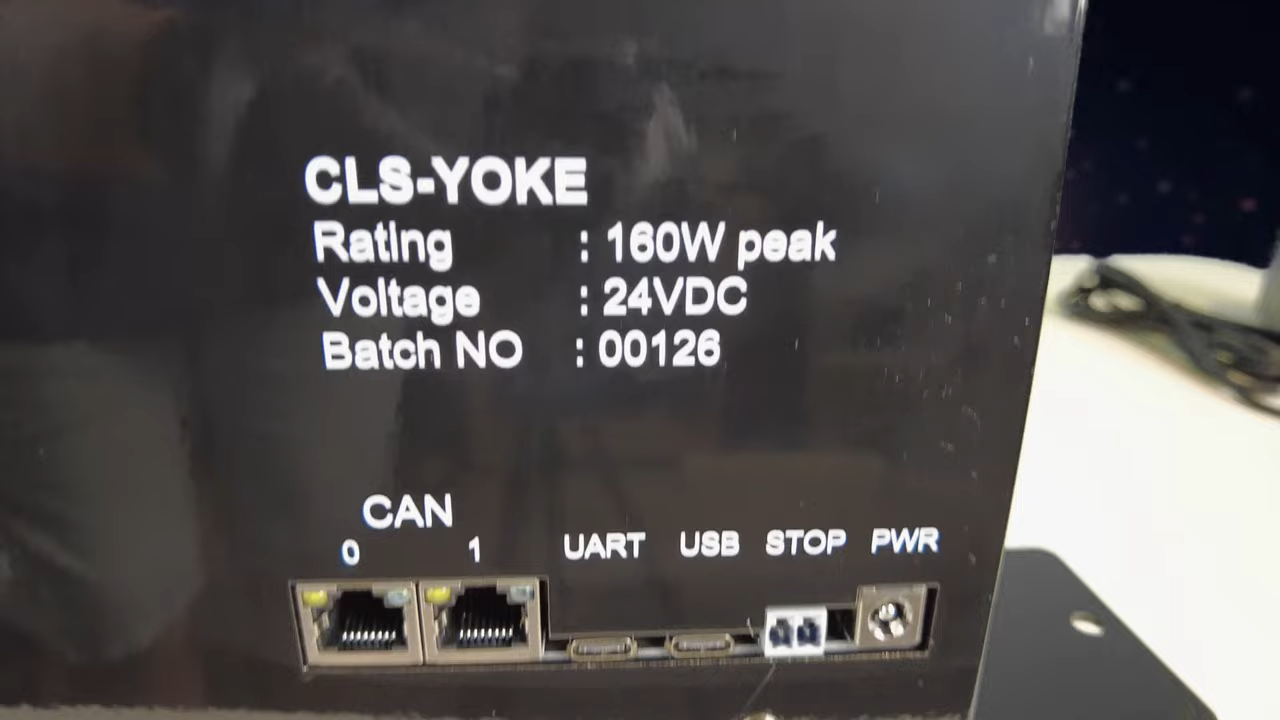 CLS-YOKE
Rating : 160W peak
Voltage : 24VDC
Batch NO : 00126
CAN
0 1 UART USB STOP PWR